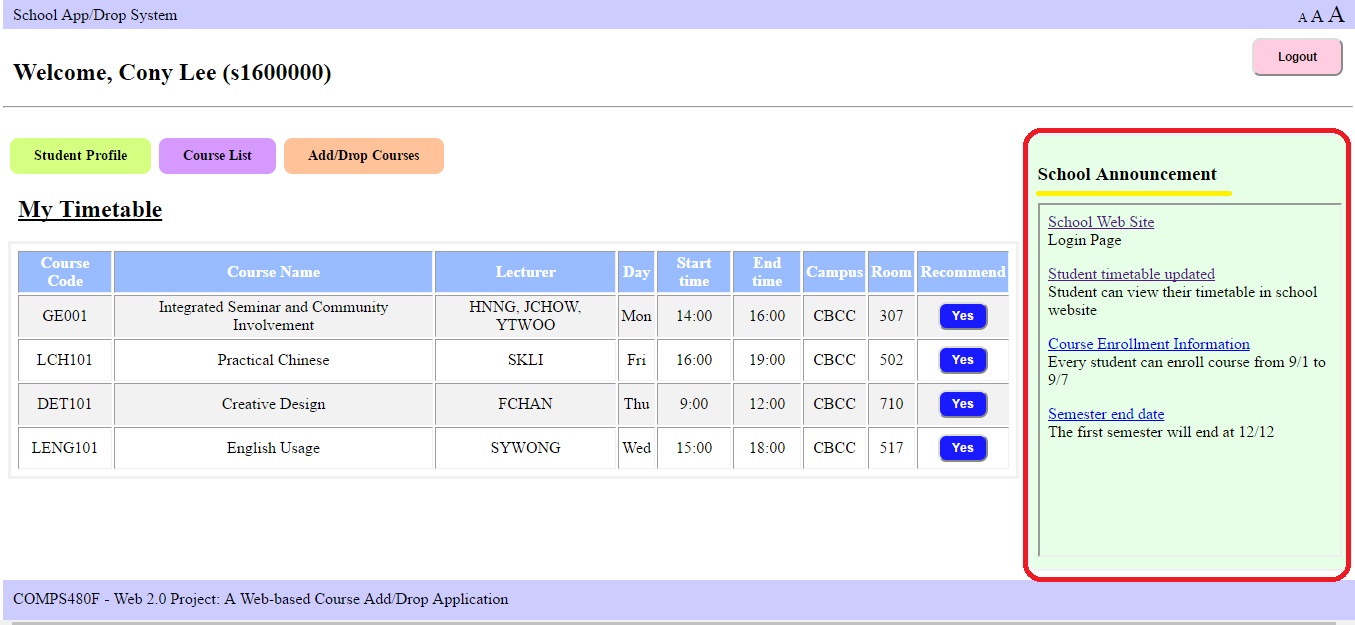 School App/Drop System
A A A
Welcome, Cony Lee (s1600000)
Logout
Student Profile
Course List
Add/Drop Courses
My Timetable
Course Code Course Name Lecturer Day Start time End time Campus Room Recommend
GE001 Integrated Seminar and Community Involvement HNNG, JCHOW, YTWOO Mon 14:00 16:00 CBCC 307 Yes
LCH101 Practical Chinese SKLI Fri 16:00 19:00 CBCC 502 Yes
DET101 Creative Design FCHAN Thu 9:00 12:00 CBCC 710 Yes
LENG101 English Usage SYWONG Wed 15:00 18:00 CBCC 517 Yes
School Announcement
School Web Site
Login Page
Student timetable updated
Student can view their timetable in school
website
Course Enrollment Information
Every student can enroll course from 9/1 to
9/7
Semester end date
The first semester will end at 12/12
COMPS480F - Web 2.0 Project: A Web-based Course Add/Drop Application